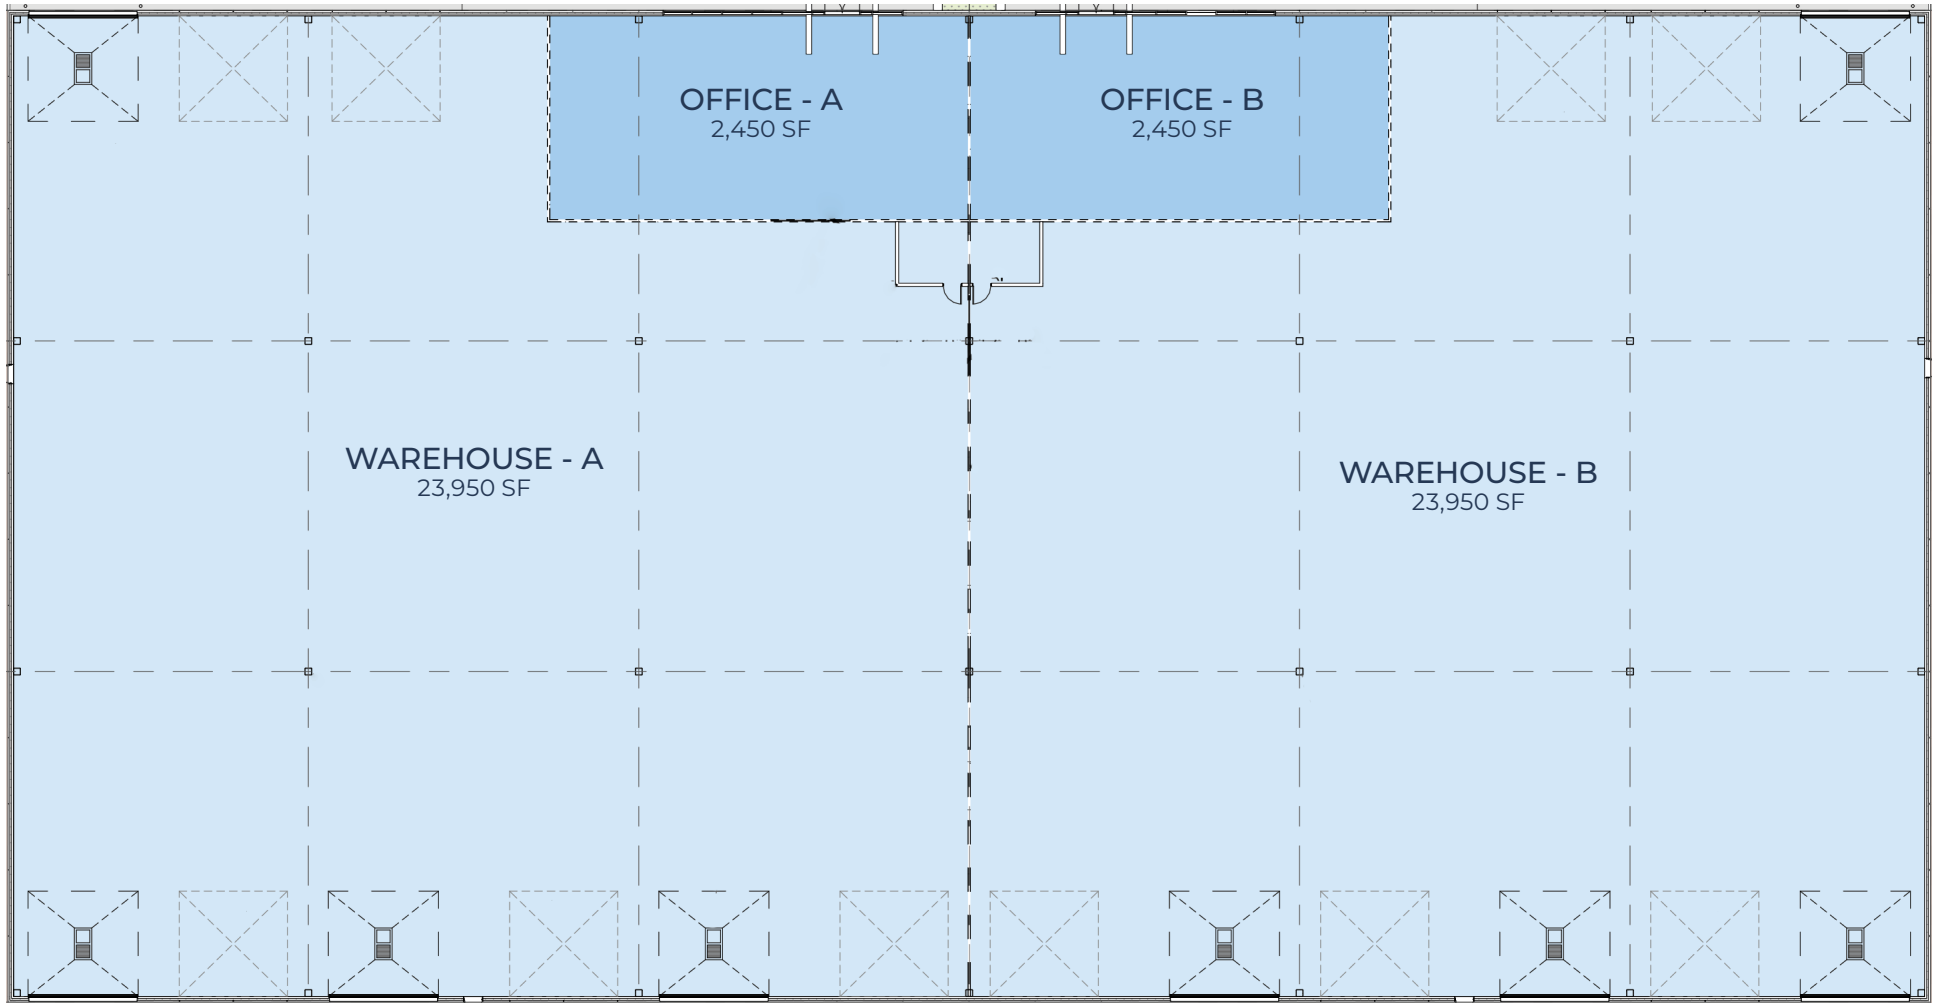 OFFICE - A
2,450 SF
OFFICE - B
2,450 SF
WAREHOUSE - A
23,950 SF
WAREHOUSE - B
23,950 SF